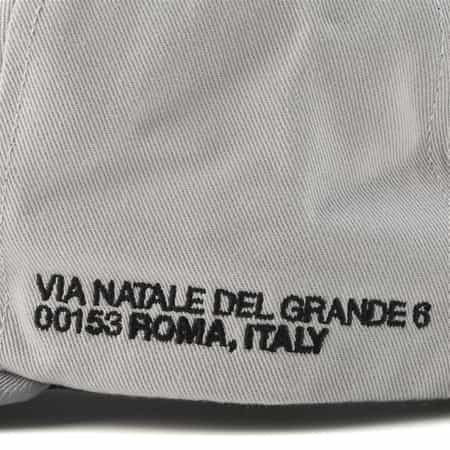 VIA NATALE DEL GRANDE 6
00153 ROMA, ITALY